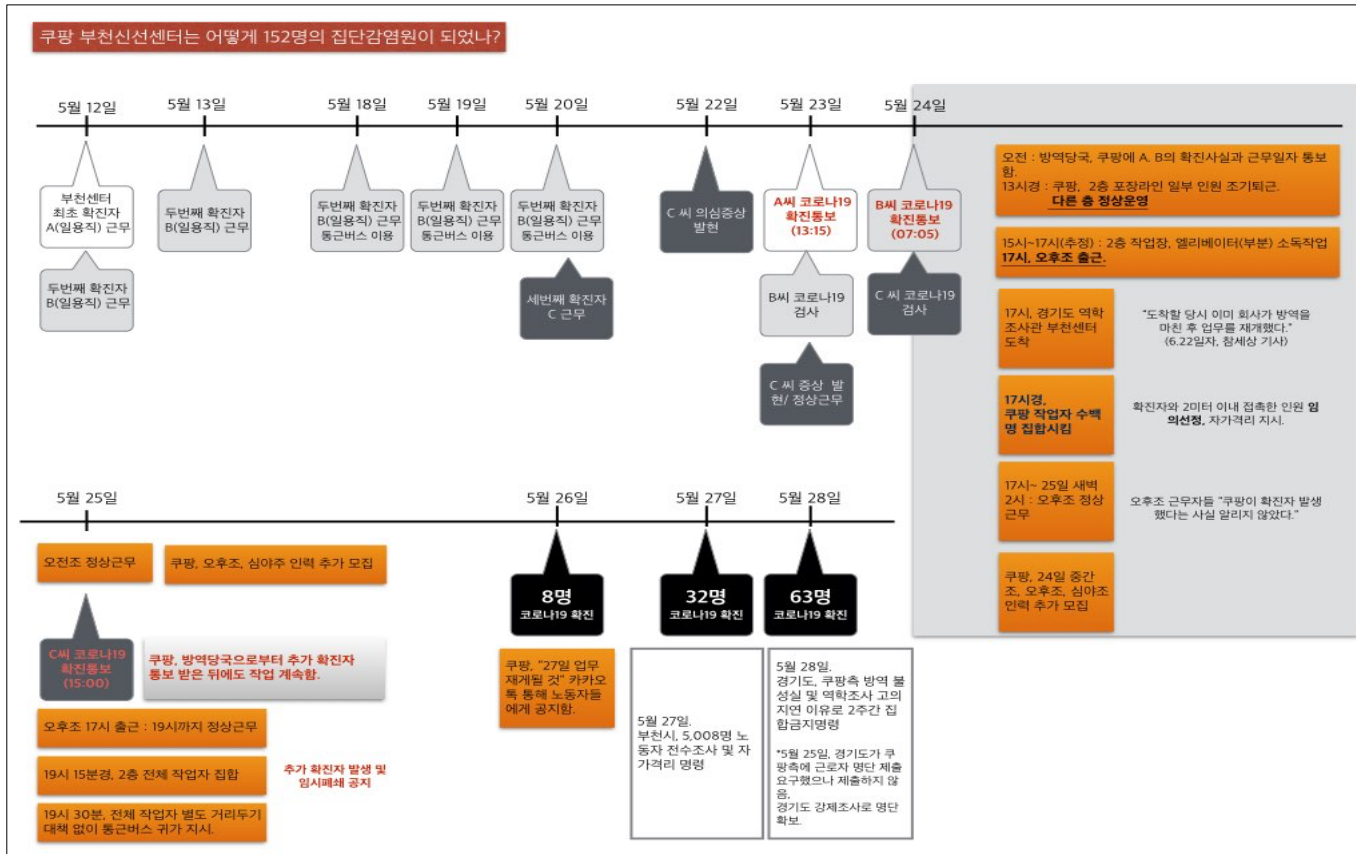 쿠팡 부천신선센터는 어떻게 152명의 집단감염원이 되었나?
5월 12일
5월 13일
5월 18일
5월 19일
5월 20일
5월 22일
5월 23일
5월 24일
부천센터
최초 확진자
A(일용직) 근무
두번째 확진자
B(일용직) 근무
두번째 확진자
B(일용직) 근무
두번째 확진자
B(일용직) 근무
통근버스 이용
두번째 확진자
B(일용직) 근무
통근버스 이용
두번째 확진자
B(일용직) 근무
통근버스 이용
세번째 확진자
C 근무
C 씨 의심증상
발현
A씨 코로나19
확진통보
(13:15)
B씨 코로나19
검사
C 씨 증상 발
현/ 정상근무
B씨 코로나19
확진통보
(07:05)
C 씨 코로나19
검사
오전 : 방역당국, 쿠팡에 A. B의 확진사실과 근무일자 통보
함.
13시경 : 쿠팡, 2층 포장라인 일부 인원 조기퇴근.
다른 층 정상운영
15시~17시(추정) : 2층 작업장, 엘리베이터(부분) 소독작업
17시, 오후조 출근.
17시, 경기도 역학
조사관 부천센터
도착
"도착할 당시 이미 회사가 방역을
마친 후 업무를 재개했다."
(6.22일자, 참세상 기사)
17시경,
쿠팡 작업자 수백
명 집합시킴
확진자와 2미터 이내 접촉한 인원 임
의선정, 자가격리 지시.
17시~ 25일 새벽
2시 : 오후조 정상
근무
오후조 근무자들 "쿠팡이 확진자 발생
했다는 사실 알리지 않았다."
쿠팡, 24일 중간
조, 오후조, 심야조
인력 추가 모집
5월 25일
5월 26일
5월 27일
5월 28일
오전조 정상근무
쿠팡, 오후조, 심야주 인력 추가 모집
C씨 코로나19
확진통보
(15:00)
쿠팡, 방역당국으로부터 추가 확진자
통보 받은 뒤에도 작업 계속함.
오후조 17시 출근 : 19시까지 정상근무
19시 15분경, 2층 전체 작업자 집합
추가 확진자 발생 및
임시폐쇄 공지
19시 30분, 전체 작업자 별도 거리두기
대책 없이 통근버스 귀가 지시.
8명
코로나19 확진
쿠팡, "27일 업무
재게될 것" 카카오
톡 통해 노동자들
에게 공지함.
32명
코로나19 확진
5월 27일.
부천시, 5,008명 노
동자 전수조사 및 자
가격리 명령
63명
코로나19 확진
5월 28일.
경기도, 쿠팡측 방역 불
성실 및 역학조사 고의
지연 이유로 2주간 집
합금지명령
*5월 25일, 경기도가 쿠
팡측에 근로자 명단 제출
요구했으나 제출하지 않
음.
경기도 강제조사로 명단
확보.